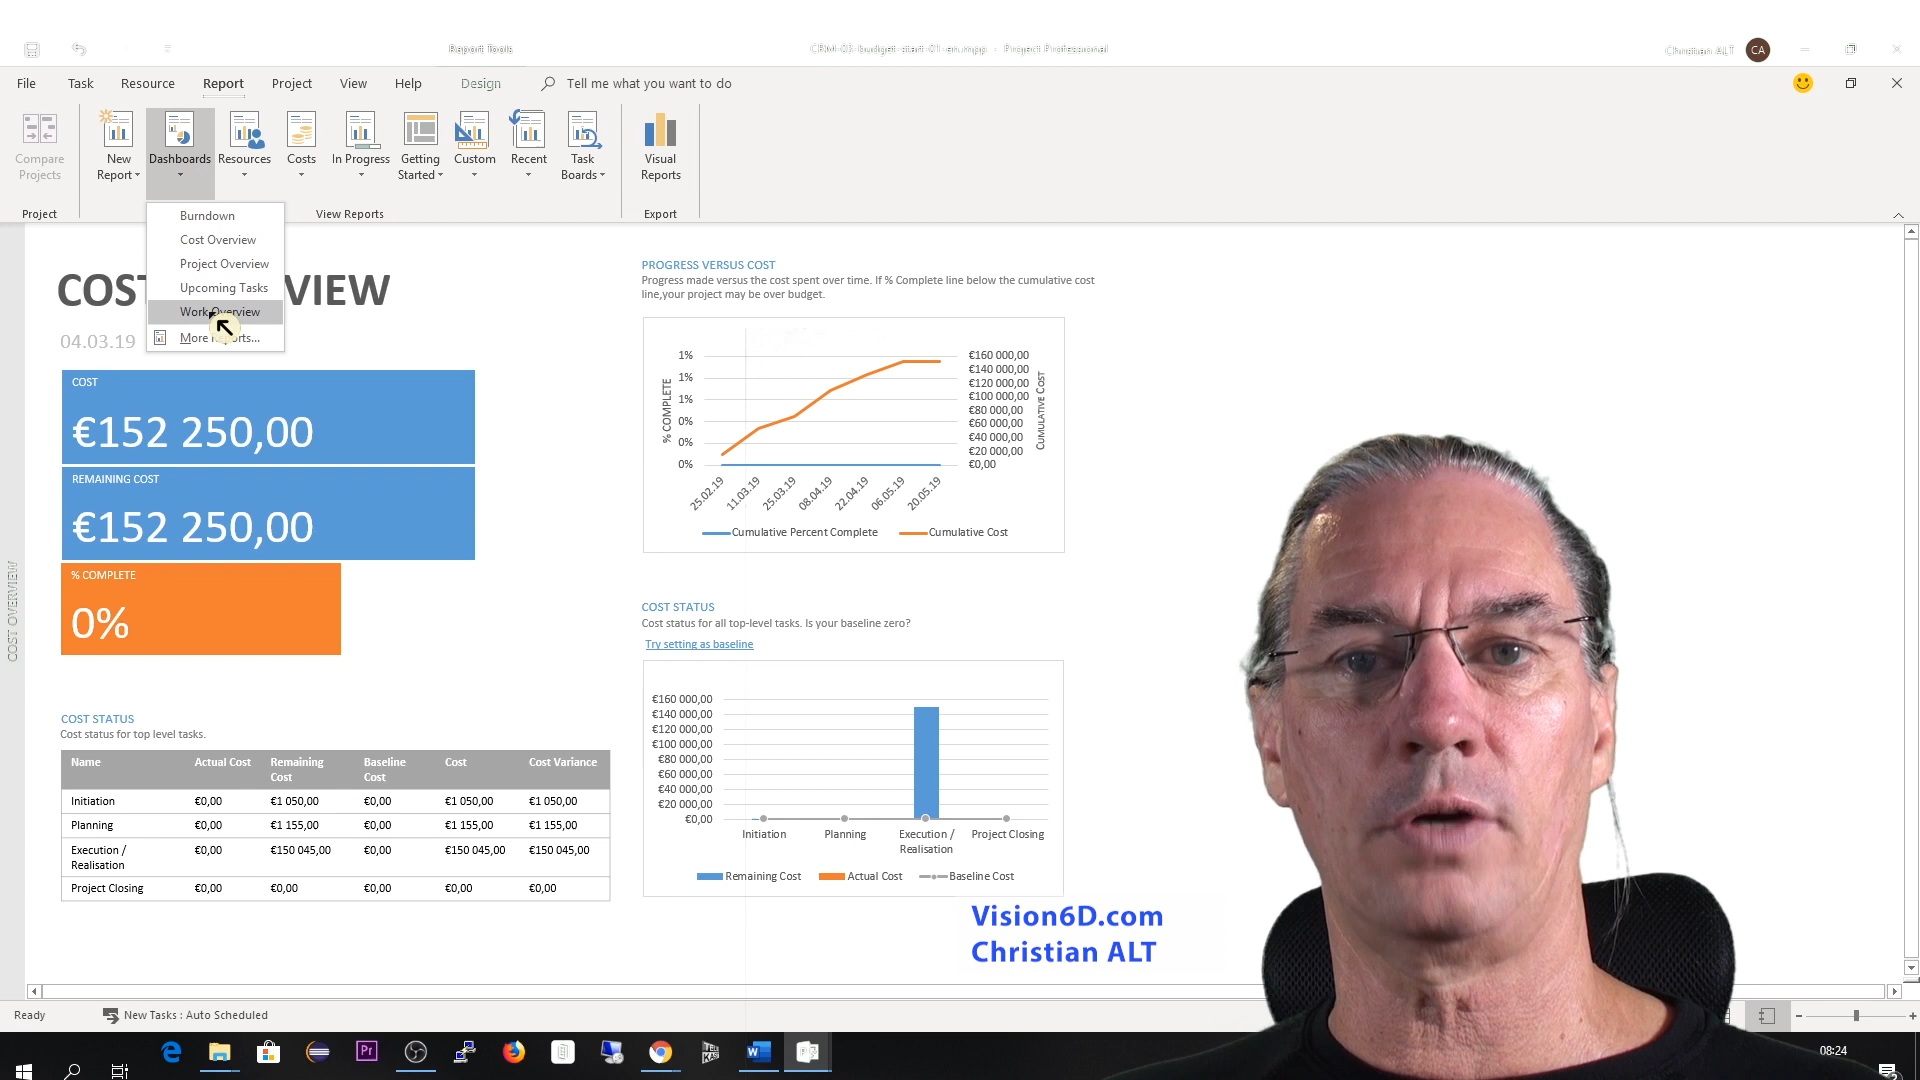 Report Tools
CRM-03-budget-start-01-en.mpp - Project Professional
Christian ALT
CA
File Task Resource Report Project View Help Design Tell me what you want to do
Compare Projects
New Report
Dashboards
Resources
Costs
In Progress
Getting Started
Custom
Recent
Task Boards
Visual Reports
Project
View Reports
Export
Burndown
Cost Overview
Project Overview
Upcoming Tasks
Work Overview
More Reports...
04.03.19
COST
€152 250,00
REMAINING COST
€152 250,00
% COMPLETE
0%
COST STATUS
Cost status for top level tasks.
Name Actual Cost Remaining Cost Baseline Cost Cost Cost Variance
Initiation €0,00 €1 050,00 €0,00 €1 050,00 €1 050,00
Planning €0,00 €1 155,00 €0,00 €1 155,00 €1 155,00
Execution / Realisation €0,00 €150 045,00 €0,00 €150 045,00 €150 045,00
Project Closing €0,00 €0,00 €0,00 €0,00 €0,00
PROGRESS VERSUS COST
Progress made versus the cost spent over time. If % Complete line below the cumulative cost
line,your project may be over budget.
1%
1%
1%
0%
0%
0%
% COMPLETE
€160 000,00
€140 000,00
€120 000,00
€100 000,00
€80 000,00
€60 000,00
€40 000,00
€20 000,00
€0,00
CUMULATIVE COST
25.02.19 11.03.19 25.03.19 08.04.19 22.04.19 06.05.19 20.05.19
Cumulative Percent Complete Cumulative Cost
COST STATUS
Cost status for all top-level tasks. Is your baseline zero?
Try setting as baseline
€160 000,00
€140 000,00
€120 000,00
€100 000,00
€80 000,00
€60 000,00
€40 000,00
€20 000,00
€0,00
Initiation Planning Execution / Realisation Project Closing
Remaining Cost Actual Cost Baseline Cost
Vision6D.com
Christian ALT
COST OVERVIEW
Ready New Tasks : Auto Scheduled
Pr
08:24